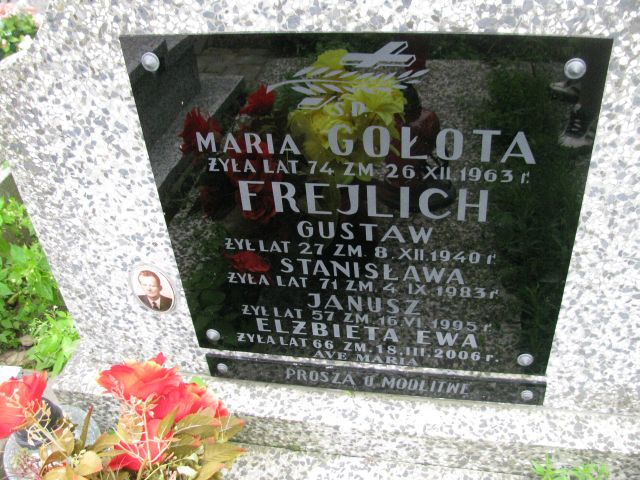 Ś.P.
MARIA GOŁOTA
ŻYŁA LAT 74 ZM. 26 XII.1963 r.
FREJLICH
GUSTAW
ŻYŁ LAT 27 ZM. 8. XII 1940 r.
STANISŁAWA
ŻYŁA LAT 71 ZM. 4 IX 1983 r.
JANUSZ
ŻYŁ LAT 57 ZM. 16 VI 1995 r.
ELŻBIETA EWA
ŻYŁA LAT 66 ZM. 18.III.2006 r.
AVE MARIA
PROSZĄ O MODLITWĘ